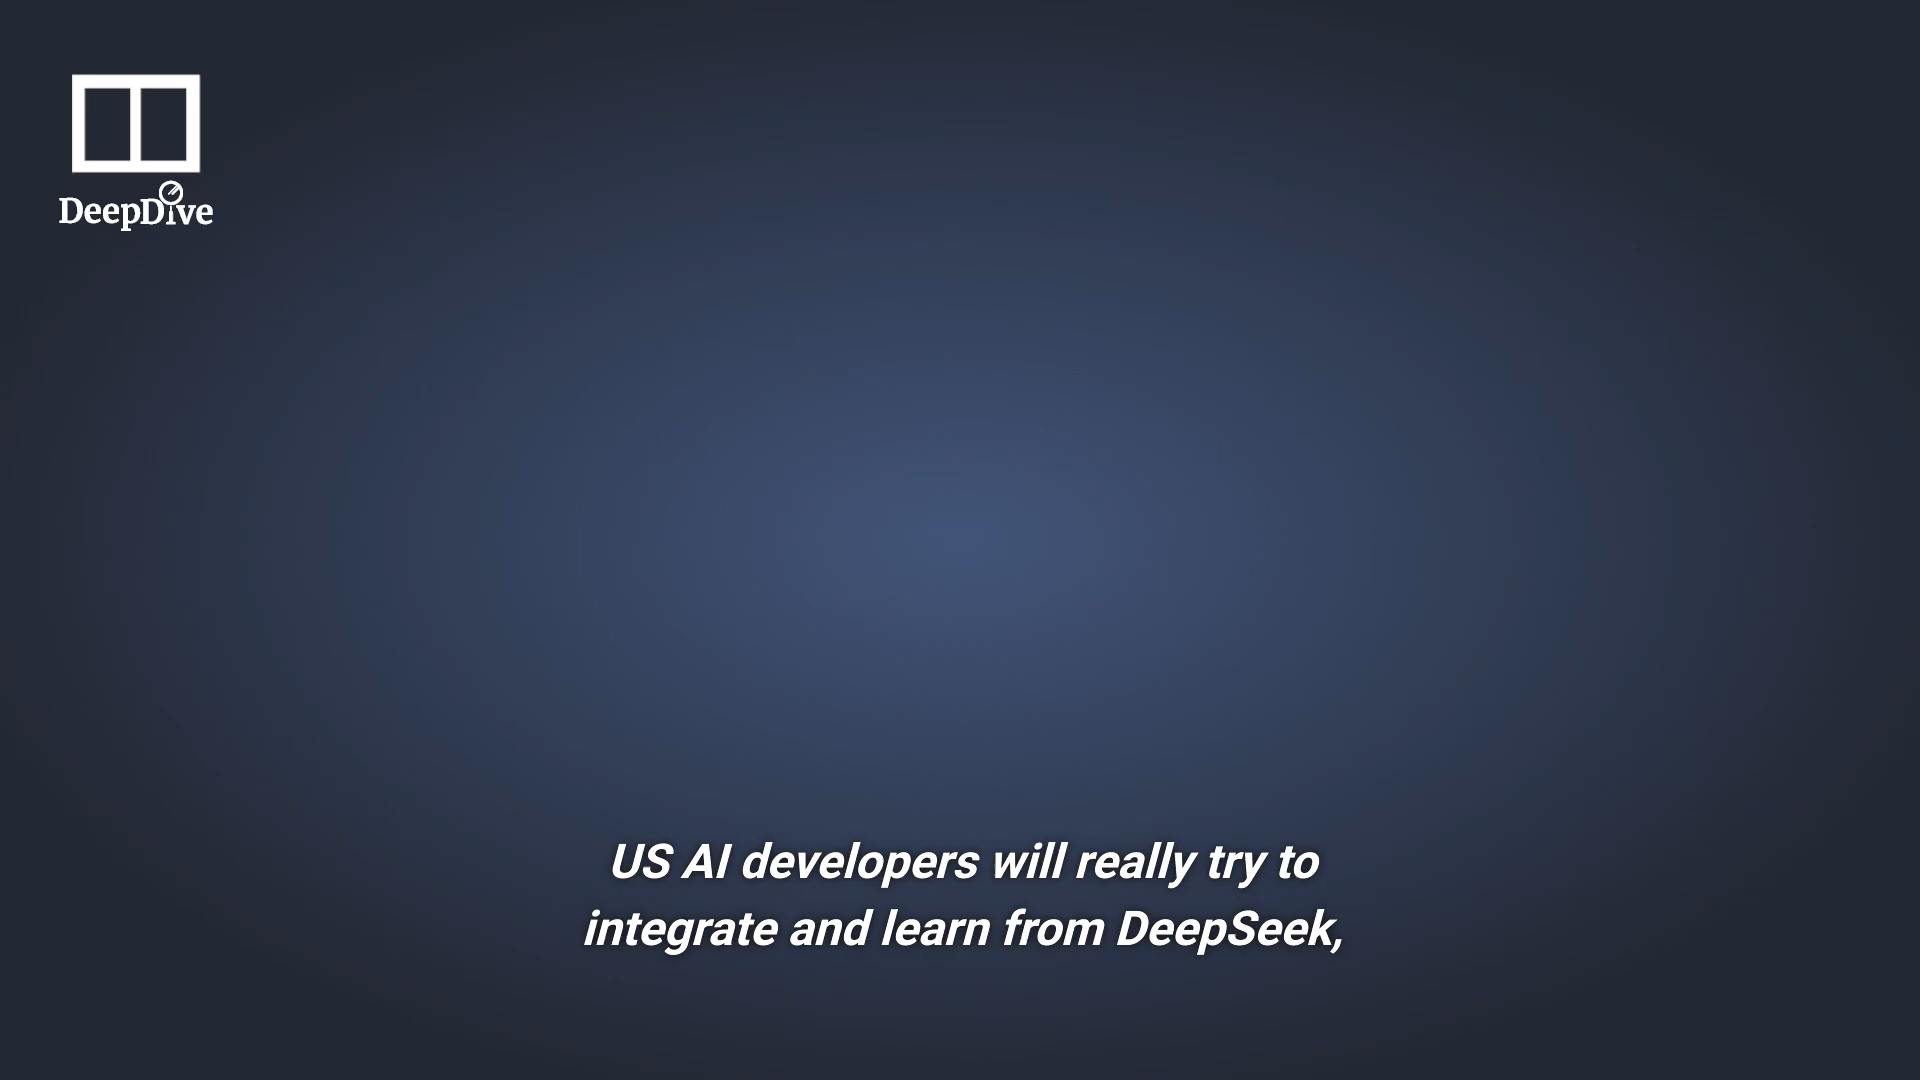 DeepDive
US AI developers will really try to
integrate and learn from DeepSeek,